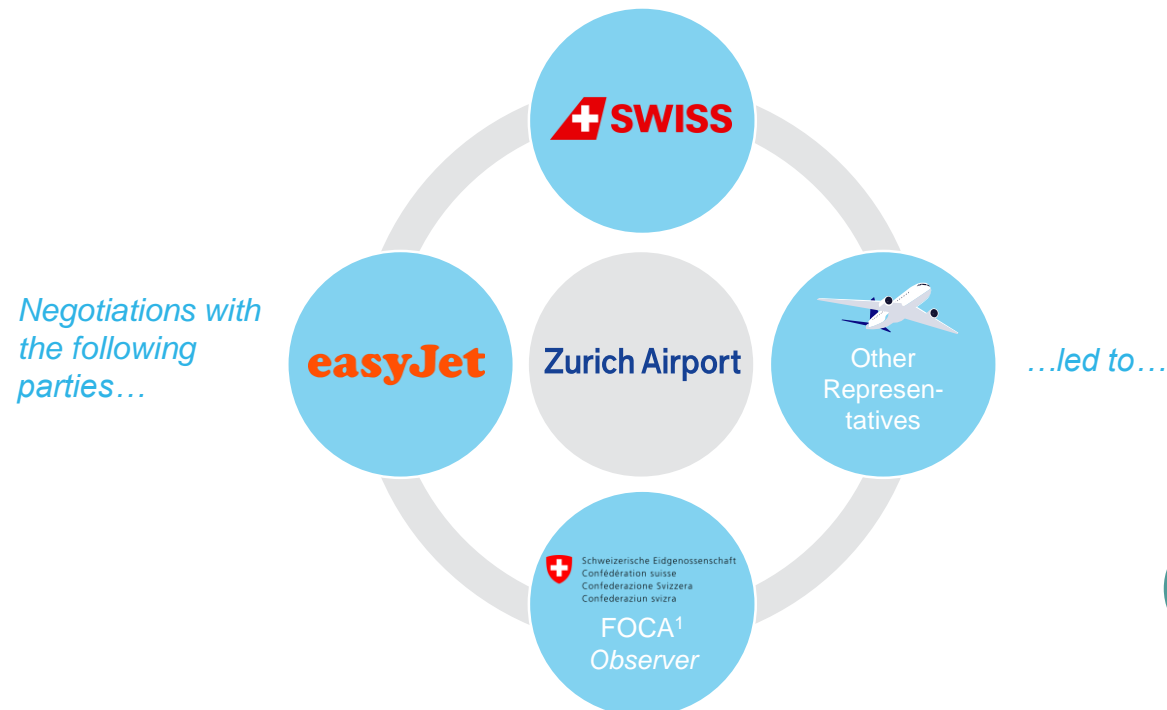 SWISS
Negotiations with
the following
parties…
easyJet
Zurich Airport
Other
Represen-
tatives
…led to…
Schweizerische Eidgenossenschaft
Confédération suisse
Confederazione Svizzera
Confederaziun svizra
FOCA¹
Observer